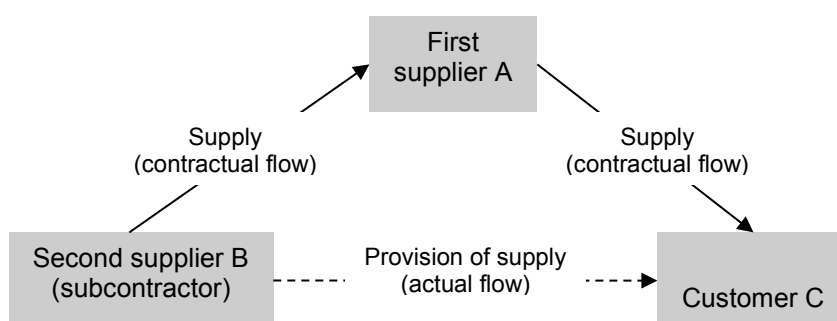 First
supplier A
Supply
(contractual flow)
Supply
(contractual flow)
Second supplier B
(subcontractor)
Provision of supply
(actual flow)
Customer C